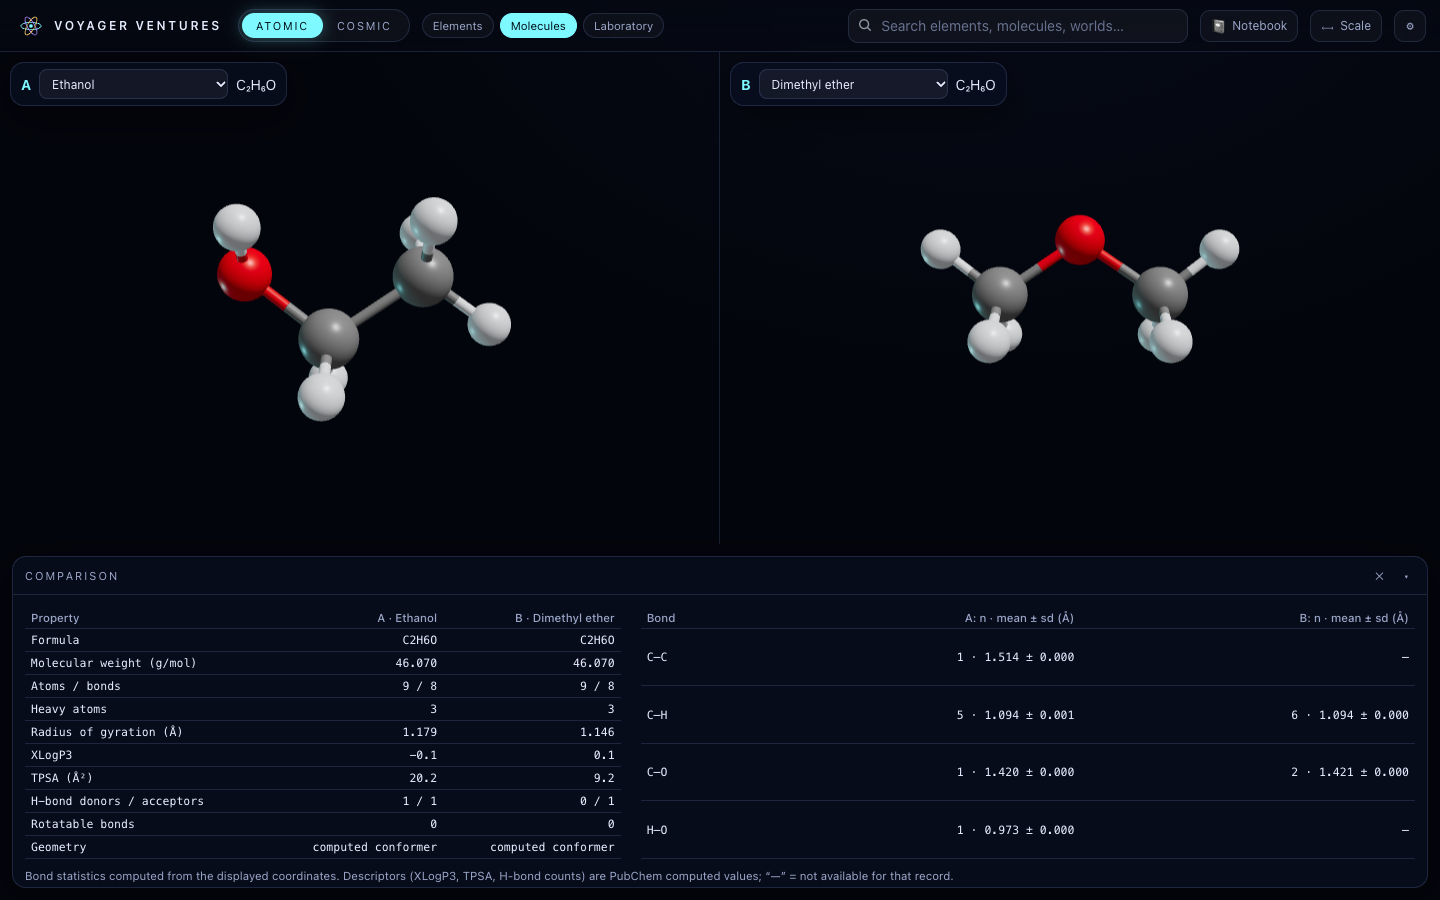 VOYAGER VENTURES ATOMIC COSMIC Elements Molecules Laboratory Search elements, molecules, worlds... Notebook Scale
A Ethanol C₂H₆O
B Dimethyl ether C₂H₆O
COMPARISON
Property A · Ethanol B · Dimethyl ether
Formula C2H6O C2H6O
Molecular weight (g/mol) 46.070 46.070
Atoms / bonds 9 / 8 9 / 8
Heavy atoms 3 3
Radius of gyration (Å) 1.179 1.146
XLogP3 −0.1 0.1
TPSA (Å²) 20.2 9.2
H-bond donors / acceptors 1 / 1 0 / 1
Rotatable bonds 0 0
Geometry computed conformer computed conformer
Bond A: n · mean ± sd (Å) B: n · mean ± sd (Å)
C–C 1 · 1.514 ± 0.000 —
C–H 5 · 1.094 ± 0.001 6 · 1.094 ± 0.000
C–O 1 · 1.420 ± 0.000 2 · 1.421 ± 0.000
H–O 1 · 0.973 ± 0.000 —
Bond statistics computed from the displayed coordinates. Descriptors (XLogP3, TPSA, H-bond counts) are PubChem computed values; “—” = not available for that record.